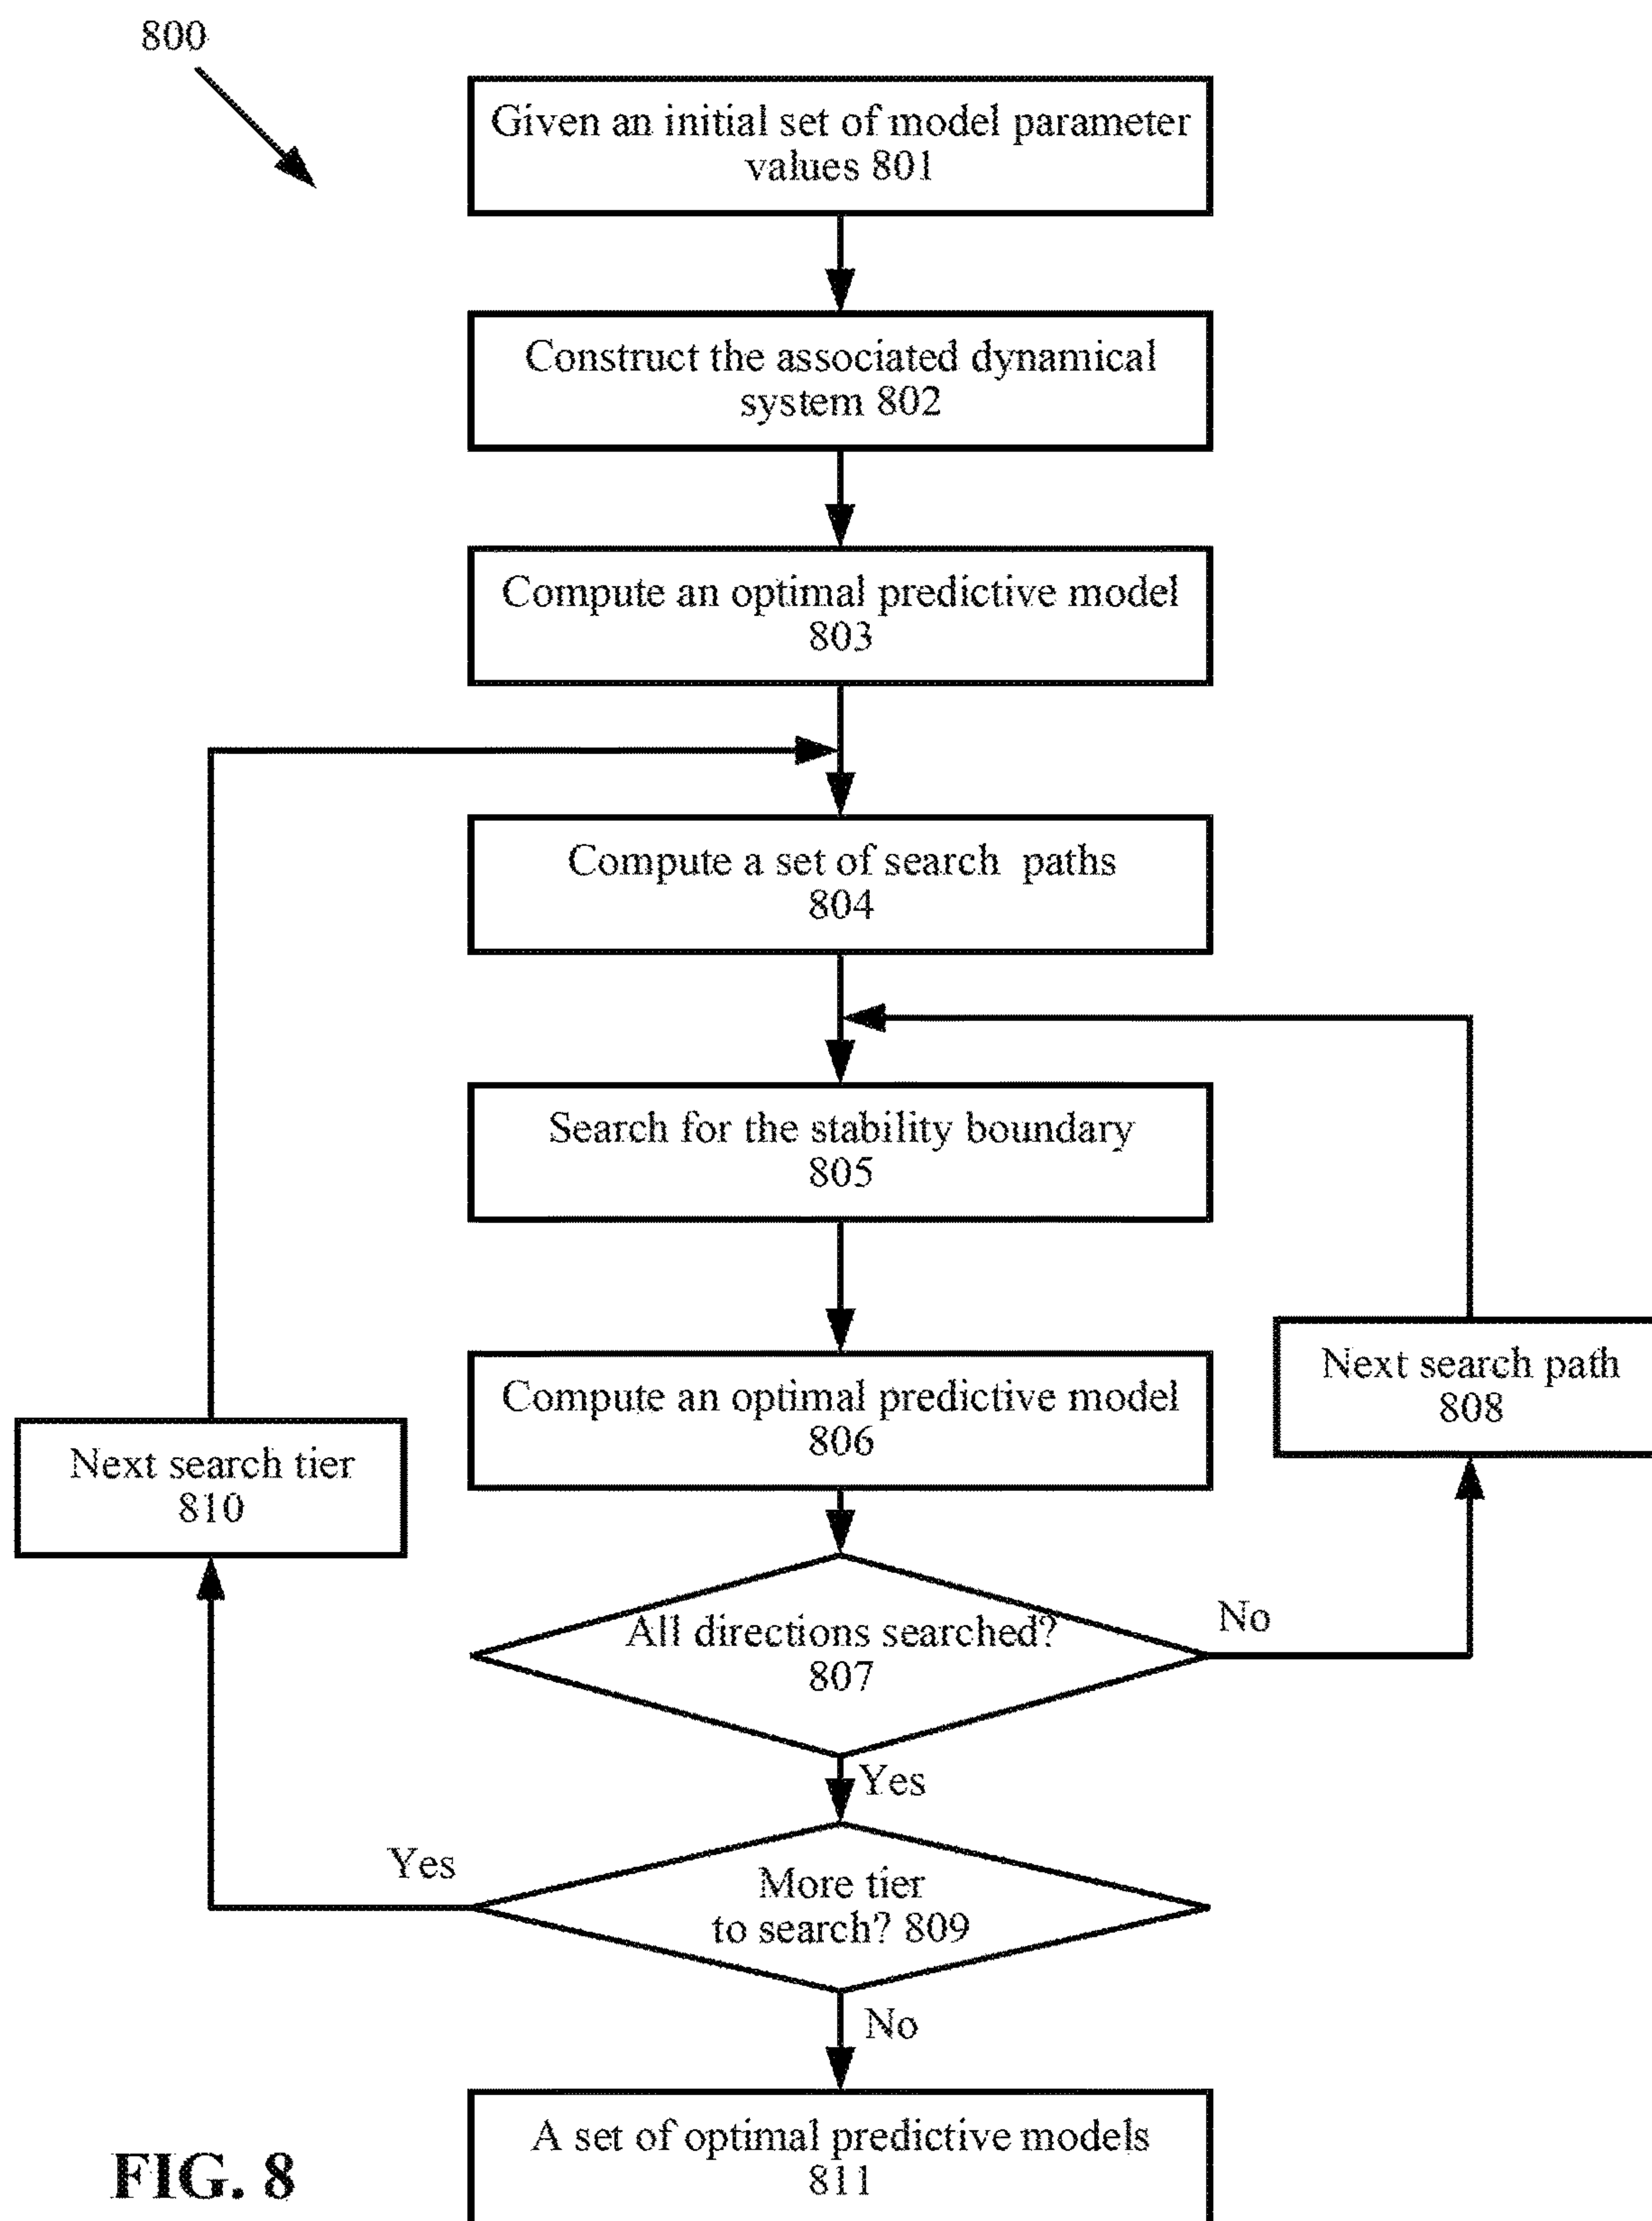 800
Given an initial set of model parameter
values 801
Construct the associated dynamical
system 802
Compute an optimal predictive model
803
Compute a set of search paths
804
Search for the stability boundary
805
Compute an optimal predictive model
806
Next search path
808
Next search tier
810
All directions searched?
807
No
Yes
More tier
to search? 809
Yes
No
A set of optimal predictive models
811
FIG. 8